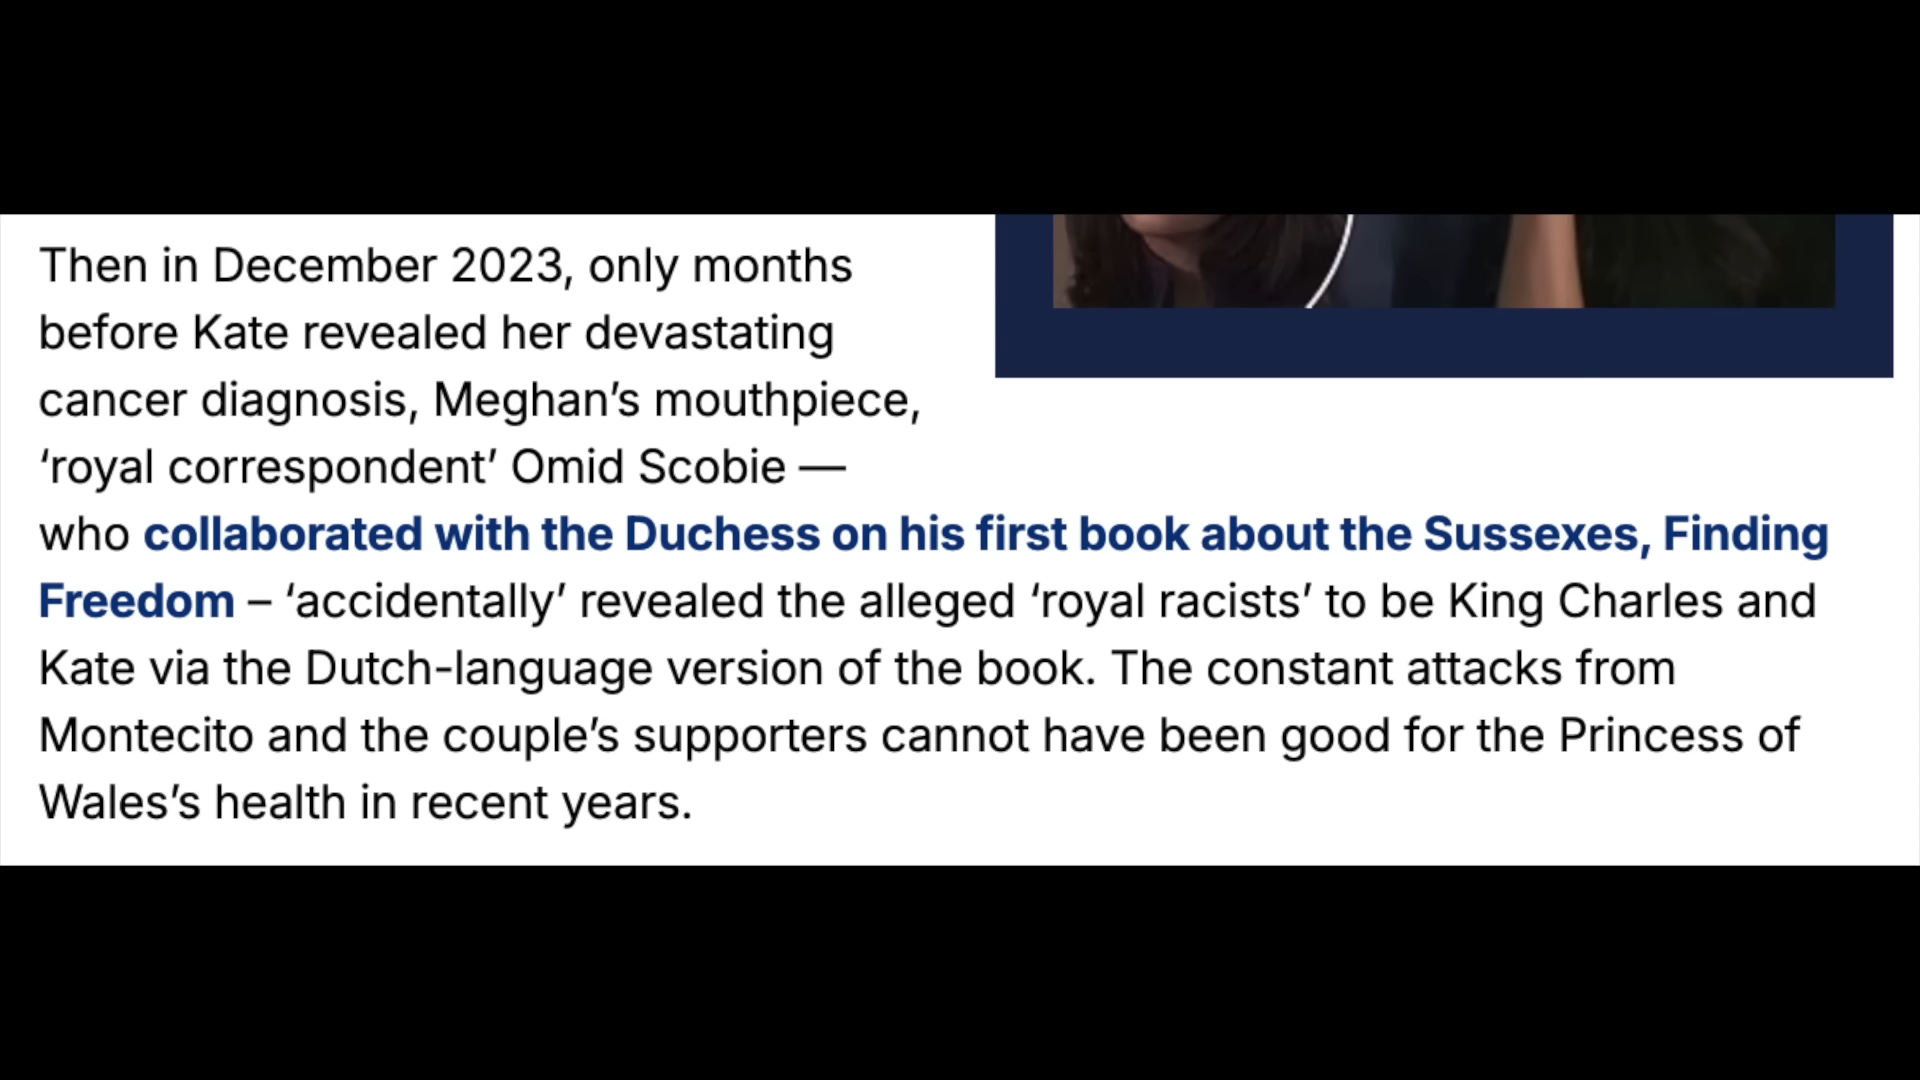 Then in December 2023, only months
before Kate revealed her devastating
cancer diagnosis, Meghan’s mouthpiece,
‘royal correspondent’ Omid Scobie —
who collaborated with the Duchess on his first book about the Sussexes, Finding
Freedom – ‘accidentally’ revealed the alleged ‘royal racists’ to be King Charles and
Kate via the Dutch-language version of the book. The constant attacks from
Montecito and the couple’s supporters cannot have been good for the Princess of
Wales’s health in recent years.